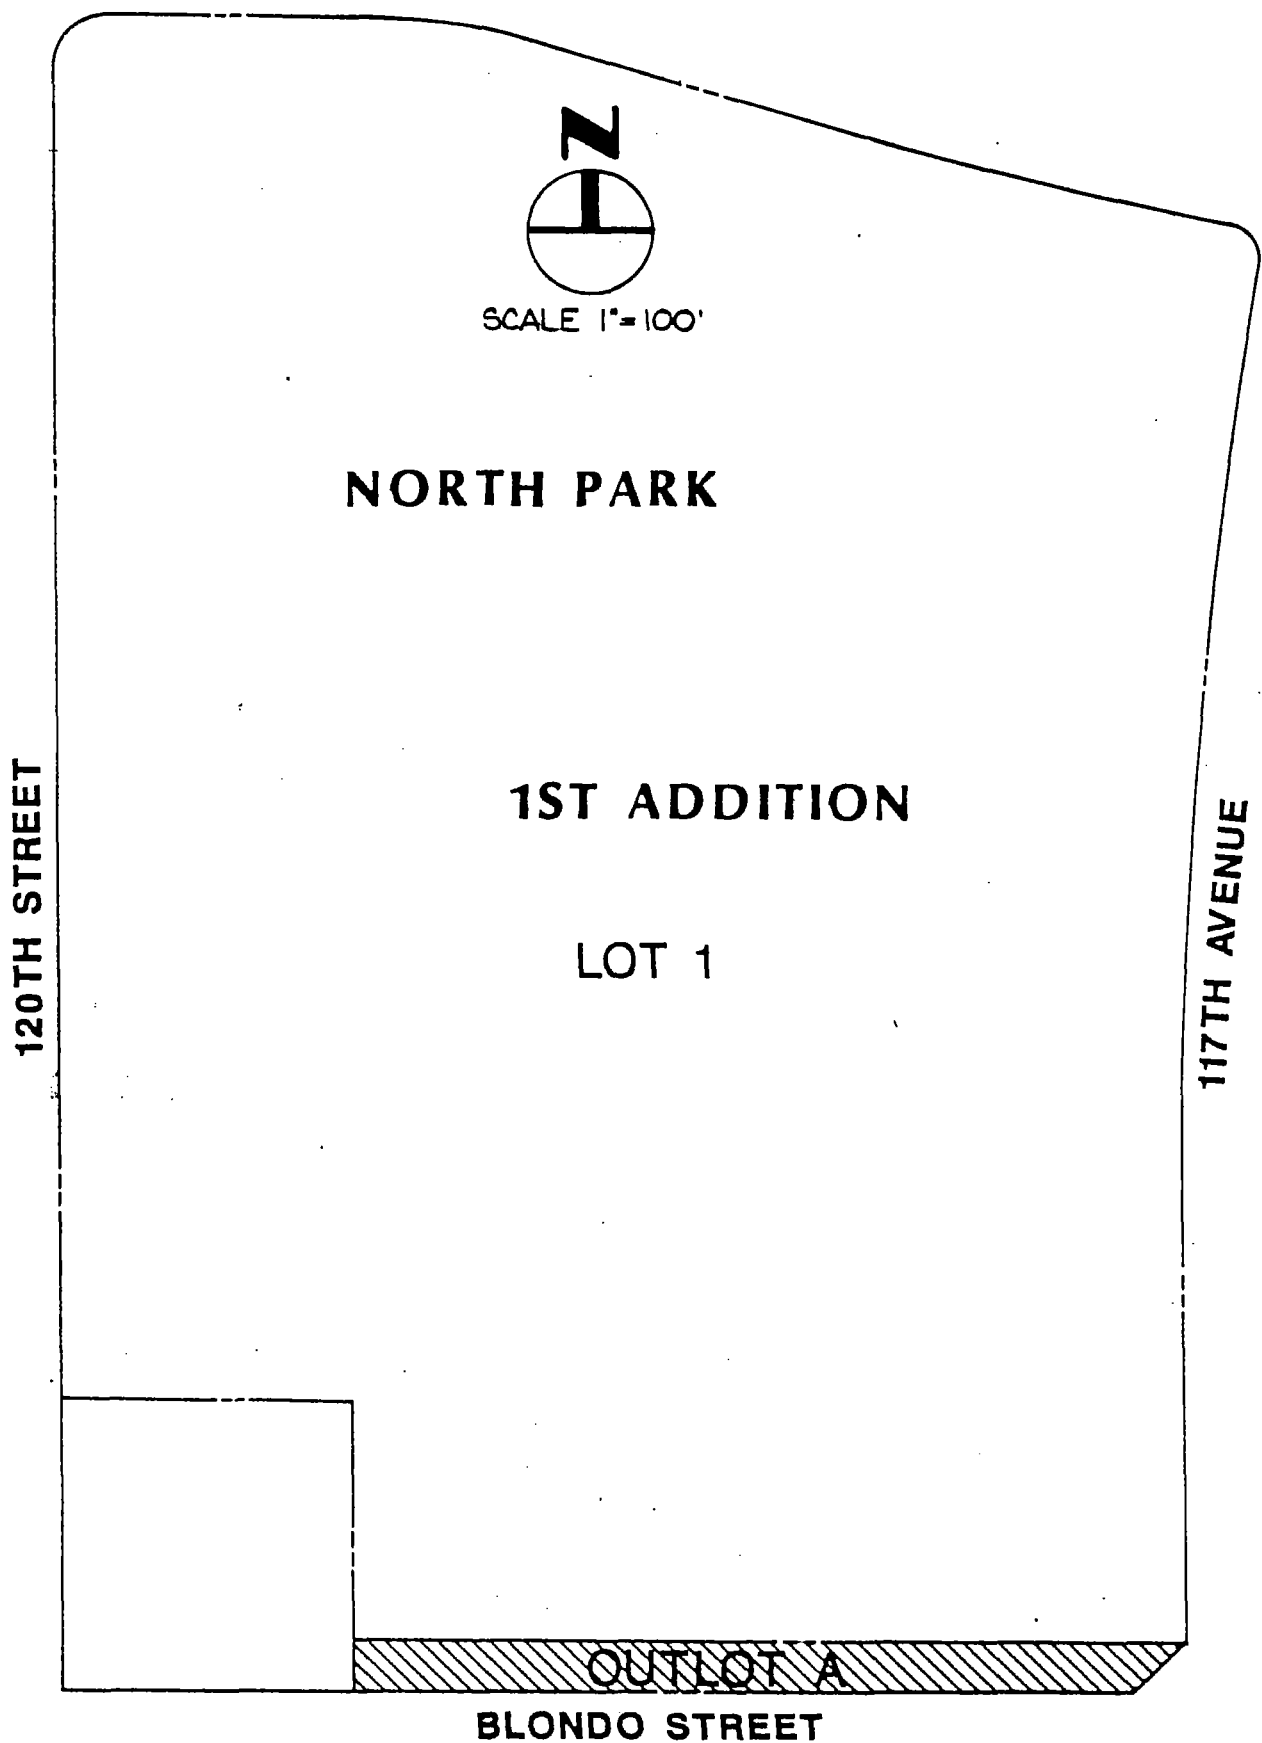 N
SCALE 1"=100'
NORTH PARK
1ST ADDITION
LOT 1
120TH STREET
117TH AVENUE
OUTLOT A
BLONDO STREET